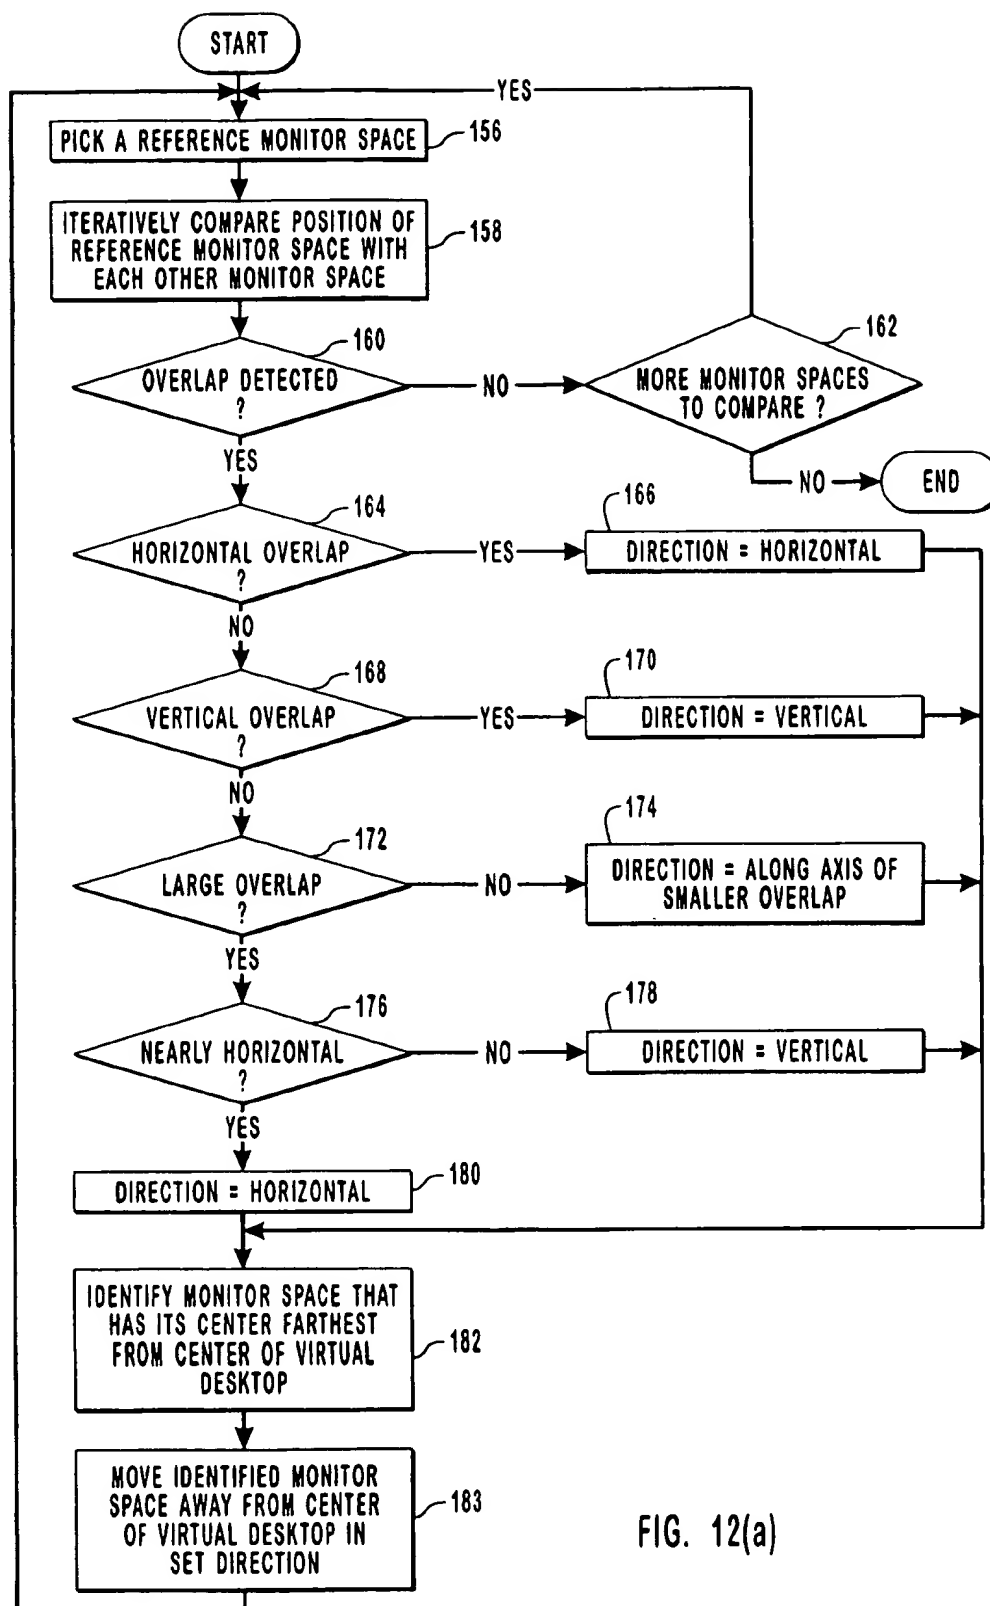 START
YES
PICK A REFERENCE MONITOR SPACE
156
ITERATIVELY COMPARE POSITION OF
REFERENCE MONITOR SPACE WITH
EACH OTHER MONITOR SPACE
158
160
OVERLAP DETECTED
?
NO
162
MORE MONITOR SPACES
TO COMPARE ?
YES
NO
END
164
HORIZONTAL OVERLAP
?
YES
166
DIRECTION = HORIZONTAL
NO
168
VERTICAL OVERLAP
?
YES
170
DIRECTION = VERTICAL
NO
172
LARGE OVERLAP
?
NO
174
DIRECTION = ALONG AXIS OF
SMALLER OVERLAP
YES
176
NEARLY HORIZONTAL
?
NO
178
DIRECTION = VERTICAL
YES
DIRECTION = HORIZONTAL
180
IDENTIFY MONITOR SPACE THAT
HAS ITS CENTER FARTHEST
FROM CENTER OF VIRTUAL
DESKTOP
182
MOVE IDENTIFIED MONITOR
SPACE AWAY FROM CENTER
OF VIRTUAL DESKTOP IN
SET DIRECTION
183
FIG. 12(a)